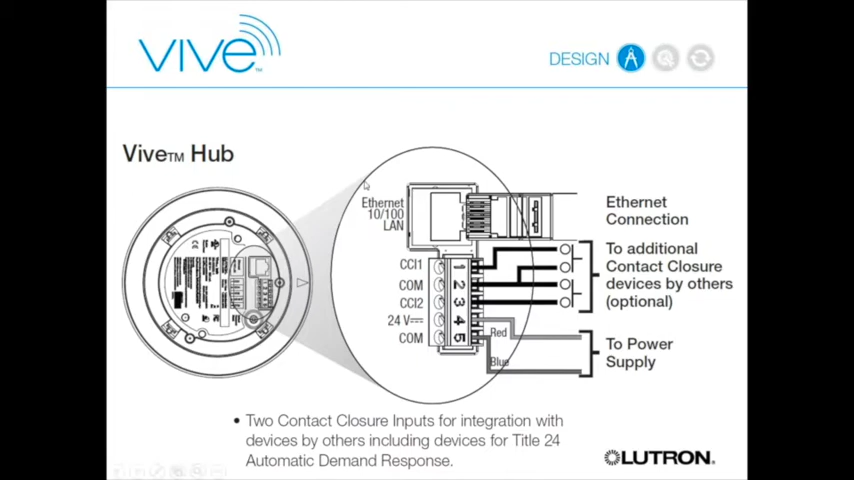 VIVE™
DESIGN
Vive™ Hub
Ethernet
10/100
LAN
CCI1
COM
CCI2
24 V
COM
1
2
3
4
5
Red
Blue
Ethernet
Connection
To additional
Contact Closure
devices by others
(optional)
To Power
Supply
• Two Contact Closure Inputs for integration with
devices by others including devices for Title 24
Automatic Demand Response.
LUTRON®